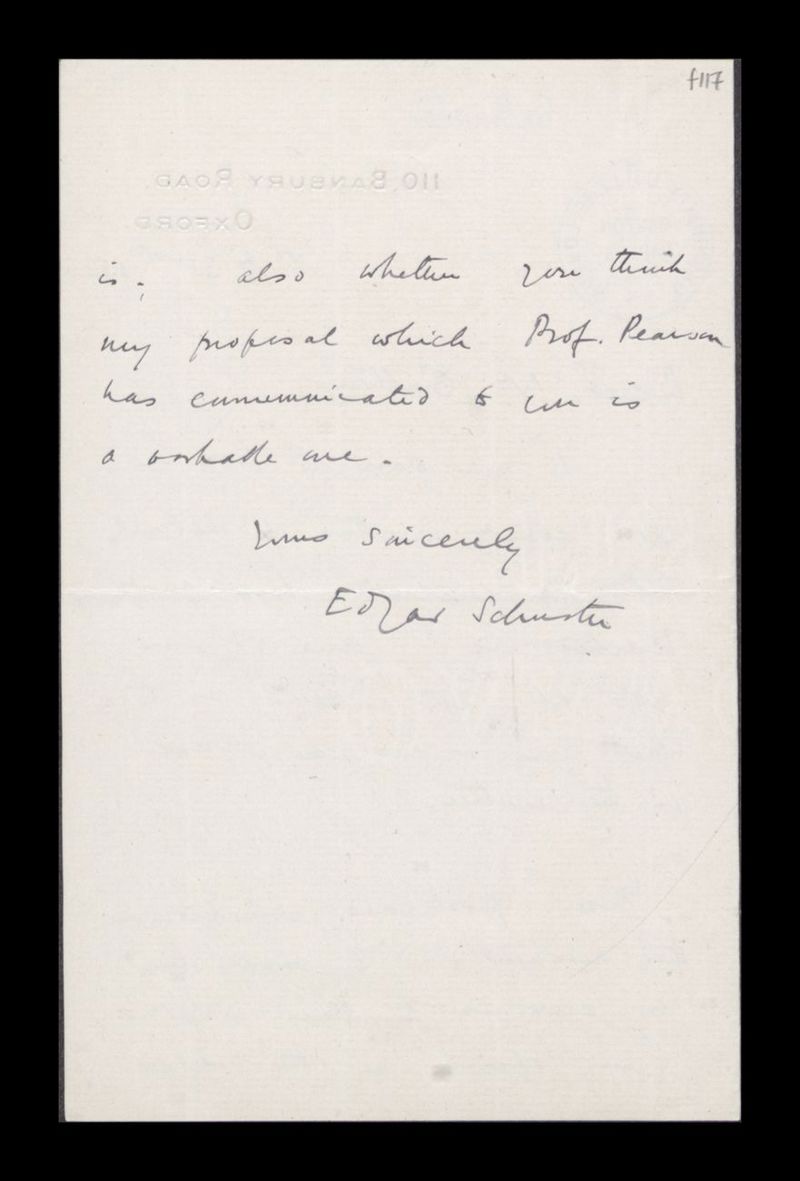 f117
110, BANBURY ROAD.
OXFORD.
is; also whether you think
my proposal which Prof. Pearson
has communicated to you is
a workable one.
Yours sincerely
Edgar Schuster